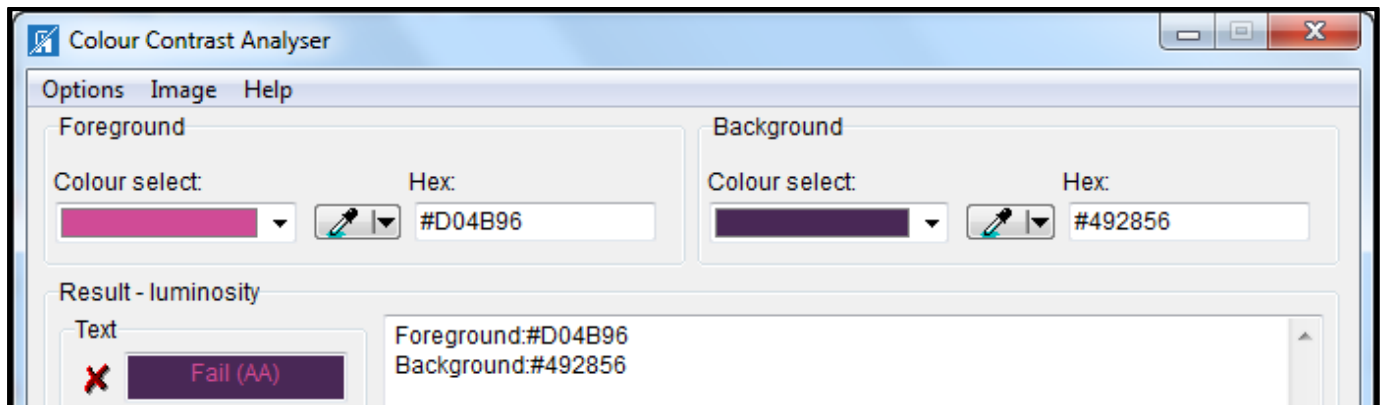 Colour Contrast Analyser
Options Image Help
Foreground
Background
Colour select: Hex:
Colour select: Hex:
#D04B96
#492856
Result - luminosity
Text
Foreground:#D04B96
Background:#492856
Fail (AA)